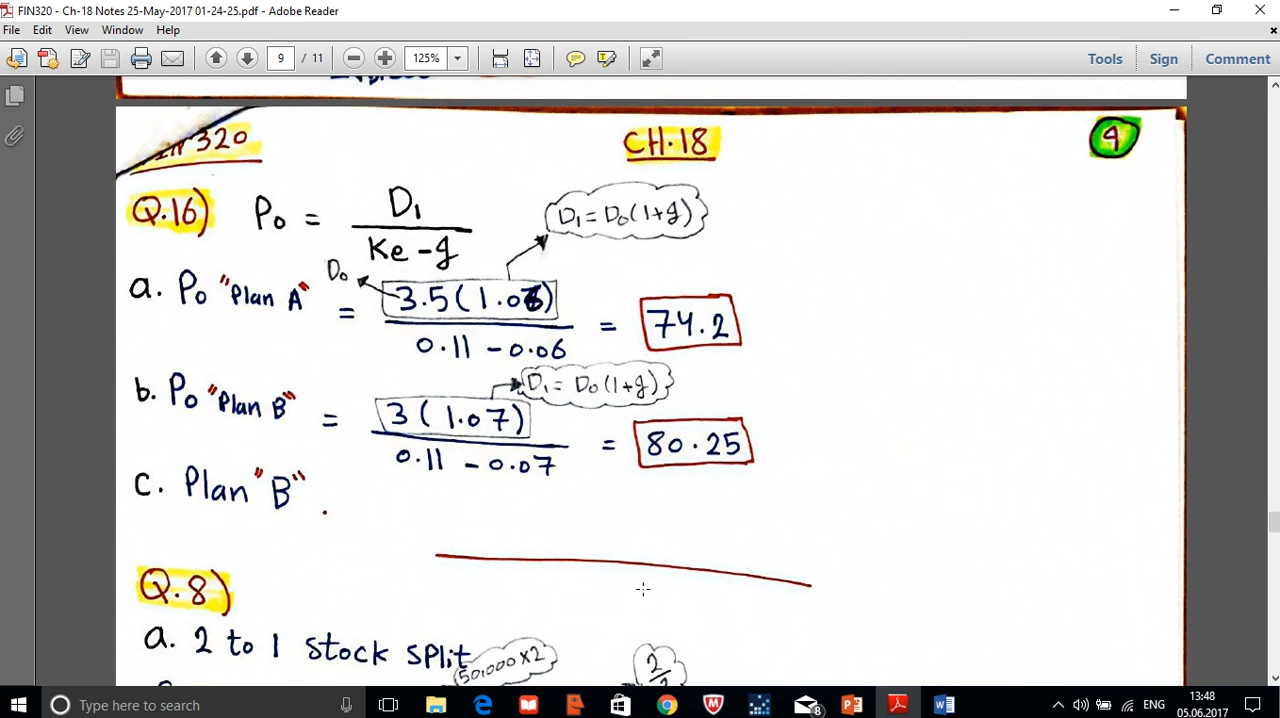 FIN320 - Ch-18 Notes 25-May-2017 01-24-25.pdf - Adobe Reader
File Edit View Window Help
9 / 11 125% Tools Sign Comment
320 CH.18 9
Q.16) P0 = D1 / Ke - g
D1 = D0 (1+g)
D0
a. P0 "Plan A" = 3.5 (1.06) / 0.11 - 0.06 = 74.2
D1 = D0 (1+g)
b. P0 "Plan B" = 3 (1.07) / 0.11 - 0.07 = 80.25
c. Plan "B" .
Q.8)
a. 2 to 1 stock split
50,000 x 2
Type here to search
8
ENG
13:48
05.06.2017